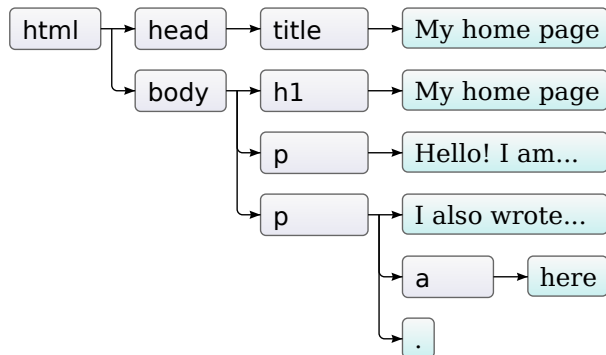 html head title My home page
body h1 My home page
p Hello! I am...
p I also wrote...
a here
.